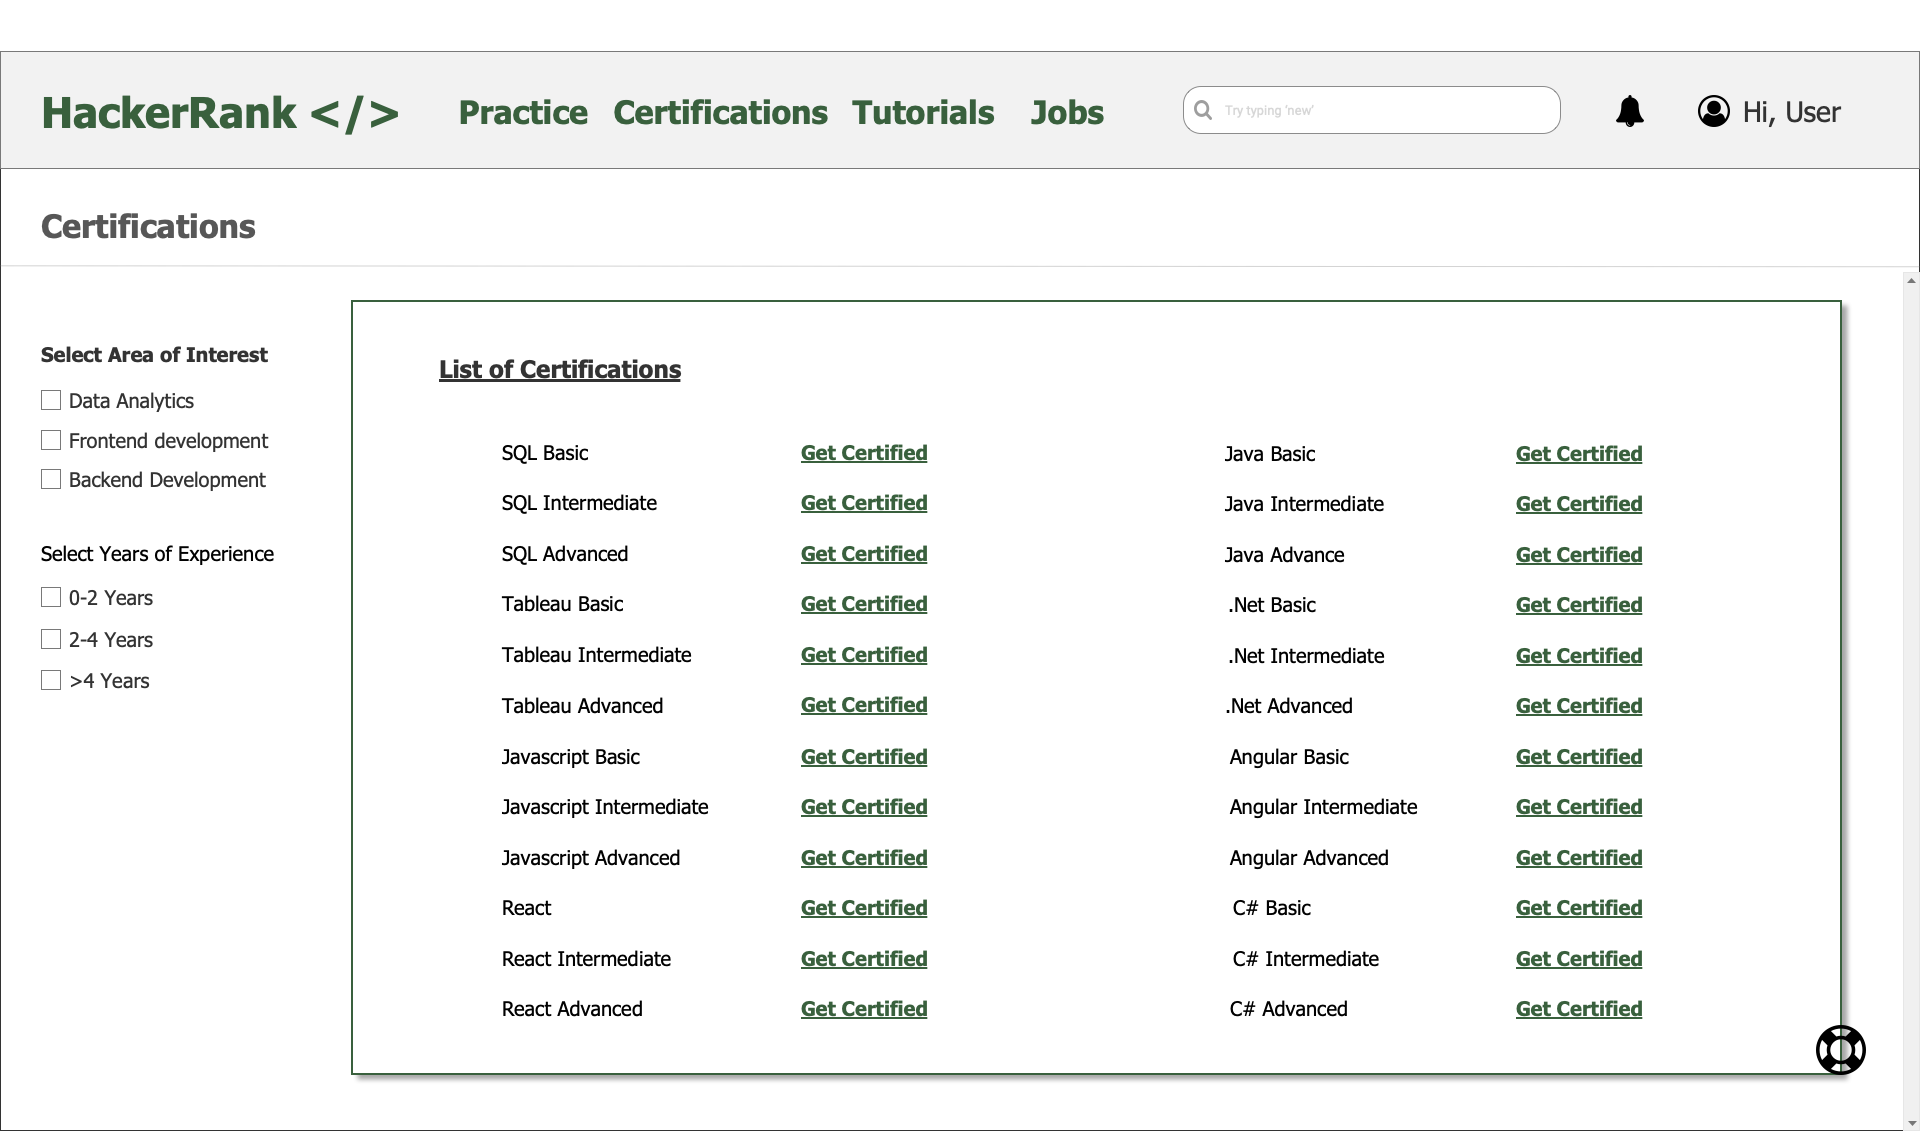 HackerRank </> Practice Certifications Tutorials Jobs Try typing 'new' Hi, User
Certifications
Select Area of Interest
Data Analytics
Frontend development
Backend Development
Select Years of Experience
0-2 Years
2-4 Years
>4 Years
List of Certifications
SQL Basic Get Certified Java Basic Get Certified
SQL Intermediate Get Certified Java Intermediate Get Certified
SQL Advanced Get Certified Java Advance Get Certified
Tableau Basic Get Certified .Net Basic Get Certified
Tableau Intermediate Get Certified .Net Intermediate Get Certified
Tableau Advanced Get Certified .Net Advanced Get Certified
Javascript Basic Get Certified Angular Basic Get Certified
Javascript Intermediate Get Certified Angular Intermediate Get Certified
Javascript Advanced Get Certified Angular Advanced Get Certified
React Get Certified C# Basic Get Certified
React Intermediate Get Certified C# Intermediate Get Certified
React Advanced Get Certified C# Advanced Get Certified